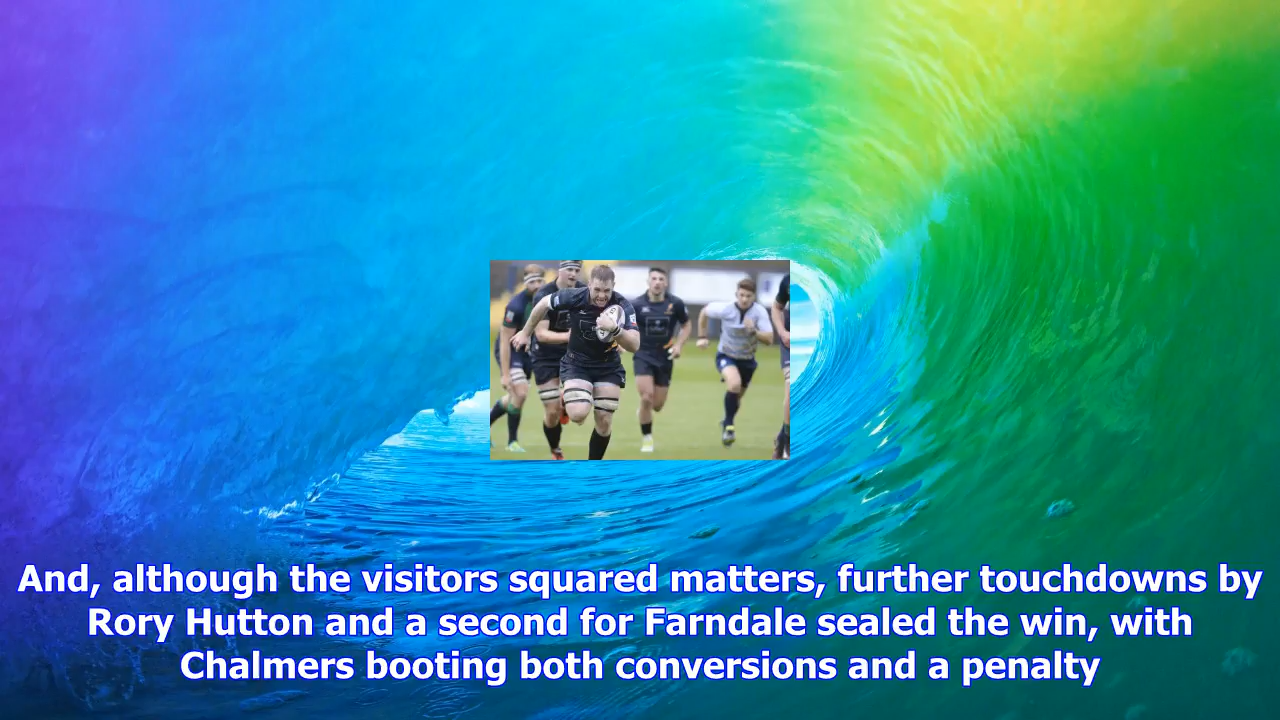 And, although the visitors squared matters, further touchdowns by
Rory Hutton and a second for Farndale sealed the win, with
Chalmers booting both conversions and a penalty